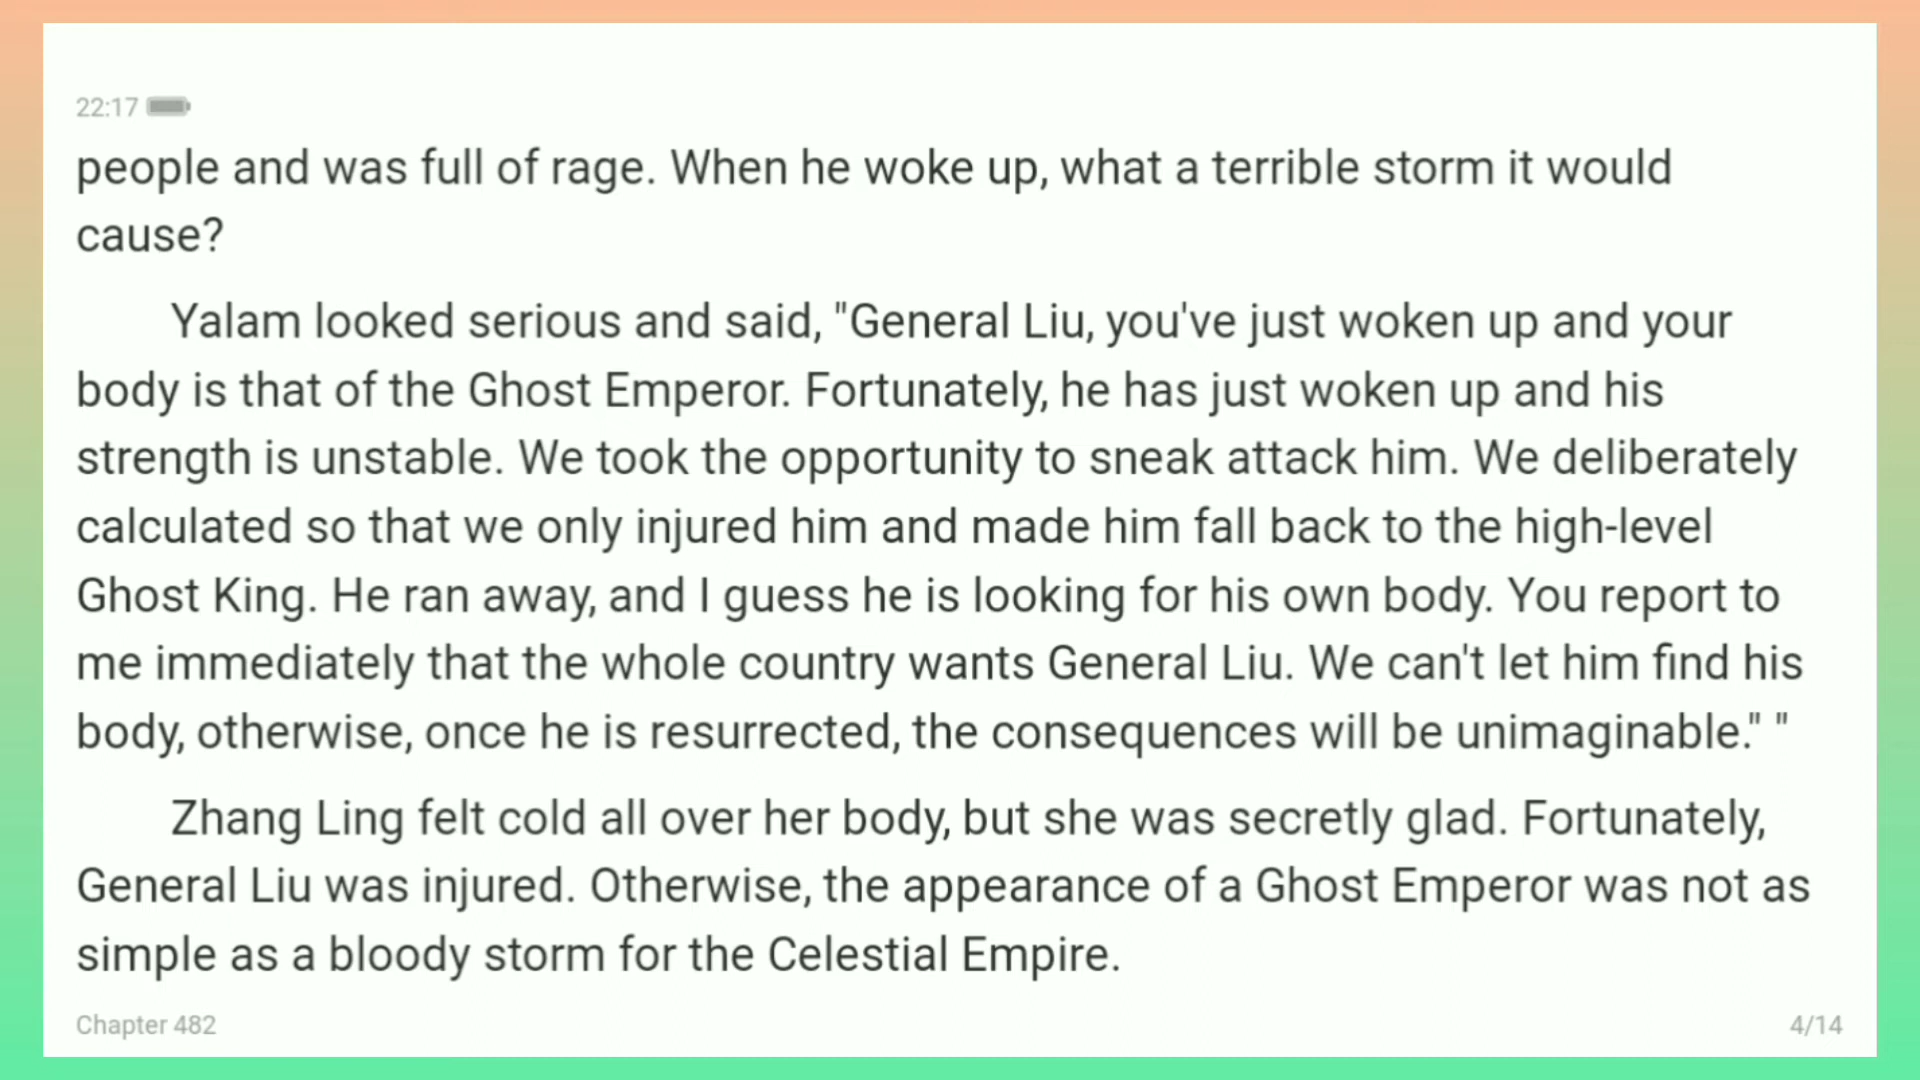 22:17
people and was full of rage. When he woke up, what a terrible storm it would
cause?
Yalam looked serious and said, "General Liu, you've just woken up and your
body is that of the Ghost Emperor. Fortunately, he has just woken up and his
strength is unstable. We took the opportunity to sneak attack him. We deliberately
calculated so that we only injured him and made him fall back to the high-level
Ghost King. He ran away, and I guess he is looking for his own body. You report to
me immediately that the whole country wants General Liu. We can't let him find his
body, otherwise, once he is resurrected, the consequences will be unimaginable." "
Zhang Ling felt cold all over her body, but she was secretly glad. Fortunately,
General Liu was injured. Otherwise, the appearance of a Ghost Emperor was not as
simple as a bloody storm for the Celestial Empire.
Chapter 482
4/14